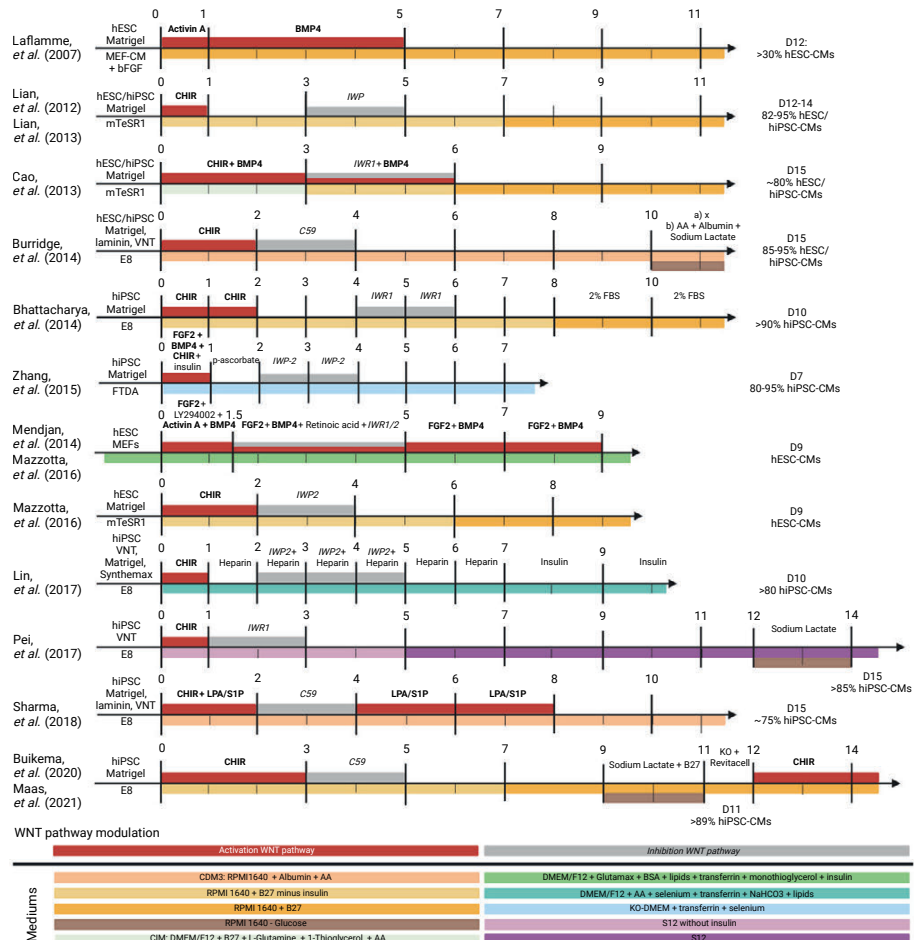 0 1 5 7 9 11
Laflamme,
et al. (2007)
hESC
Matrigel
MEF-CM
+ bFGF
Activin A
BMP4
D12:
>30% hESC-CMs
0 1 3 5 7 9 11
Lian,
et al. (2012)
Lian,
et al. (2013)
hESC/hiPSC
Matrigel
mTeSR1
CHIR
IWP
D12-14
82-95% hESC/
hiPSC-CMs
0 3 6 9
Cao,
et al. (2013)
hESC/hiPSC
Matrigel
mTeSR1
CHIR + BMP4
IWR1+BMP4
D15
~80% hESC/
hiPSC-CMs
0 2 4 6 8 10
Burridge,
et al. (2014)
hESC/hiPSC
Matrigel,
laminin, VNT
E8
CHIR
C59
a) x
b) AA + Albumin +
Sodium Lactate
D15
85-95% hESC/
hiPSC-CMs
0 1 2 3 4 5 6 7 8 10
Bhattacharya,
et al. (2014)
hiPSC
Matrigel
E8
CHIR
CHIR
IWR1
IWR1
2% FBS
2% FBS
D10
>90% hiPSC-CMs
FGF2 +
BMP4 +
CHIR +
insulin
0 1 2 3 4 5 6 7
Zhang,
et al. (2015)
hiPSC
Matrigel
FTDA
p-ascorbate
IWP-2
IWP-2
D7
80-95% hiPSC-CMs
FGF2 +
LY294002 +
Activin A + BMP4
0 1.5 5 7 9
Mendjan,
et al. (2014)
Mazzotta,
et al. (2016)
hESC
MEFs
FGF2 + BMP4+ Retinoic acid + IWR1/2
FGF2 + BMP4
FGF2 + BMP4
D9
hESC-CMs
0 2 4 6 8
Mazzotta,
et al. (2016)
hESC
Matrigel
mTeSR1
CHIR
IWP2
D9
hESC-CMs
0 1 2 3 4 5 6 7 9
Lin,
et al. (2017)
hiPSC
VNT,
Matrigel,
Synthemax
E8
CHIR
Heparin
IWP2+
Heparin
IWP2+
Heparin
IWP2+
Heparin
Heparin
Heparin
Insulin
Insulin
D10
>80 hiPSC-CMs
0 1 3 5 7 9 11 12 14
Pei,
et al. (2017)
hiPSC
VNT
E8
CHIR
IWR1
Sodium Lactate
D15
>85% hiPSC-CMs
0 2 4 6 8 10
Sharma,
et al. (2018)
hiPSC
Matrigel,
laminin, VNT
E8
CHIR + LPA/S1P
C59
LPA/S1P
LPA/S1P
D15
~75% hiPSC-CMs
0 3 5 7 9 11 12 14
Buikema,
et al. (2020)
Maas,
et al. (2021)
hiPSC
Matrigel
E8
CHIR
C59
Sodium Lactate + B27
KO +
Revitacell
CHIR
D11
>89% hiPSC-CMs
WNT pathway modulation
Activation WNT pathway
Inhibition WNT pathway
Mediums
CDM3: RPMI1640 + Albumin + AA
DMEM/F12 + Glutamax + BSA + lipids + transferrin + monothioglycerol + insulin
RPMI 1640 + B27 minus insulin
DMEM/F12 + AA + selenium + transferrin + NaHCO3 + lipids
RPMI 1640 + B27
KO-DMEM + transferrin + selenium
RPMI 1640 - Glucose
S12 without insulin
CIM: DMEM/F12 + B27 + L-Glutamine, + 1-Thioglycerol, + AA
S12